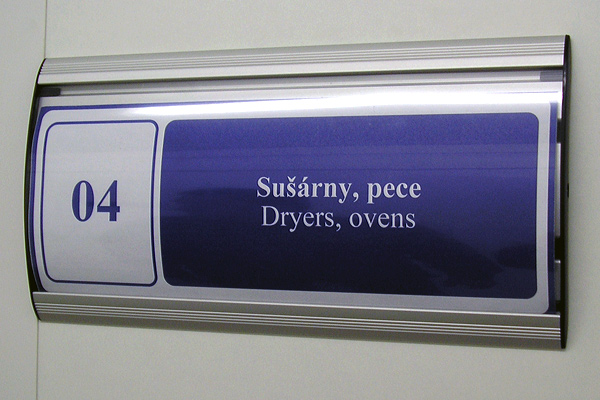 04
Sušárny, pece
Dryers, ovens